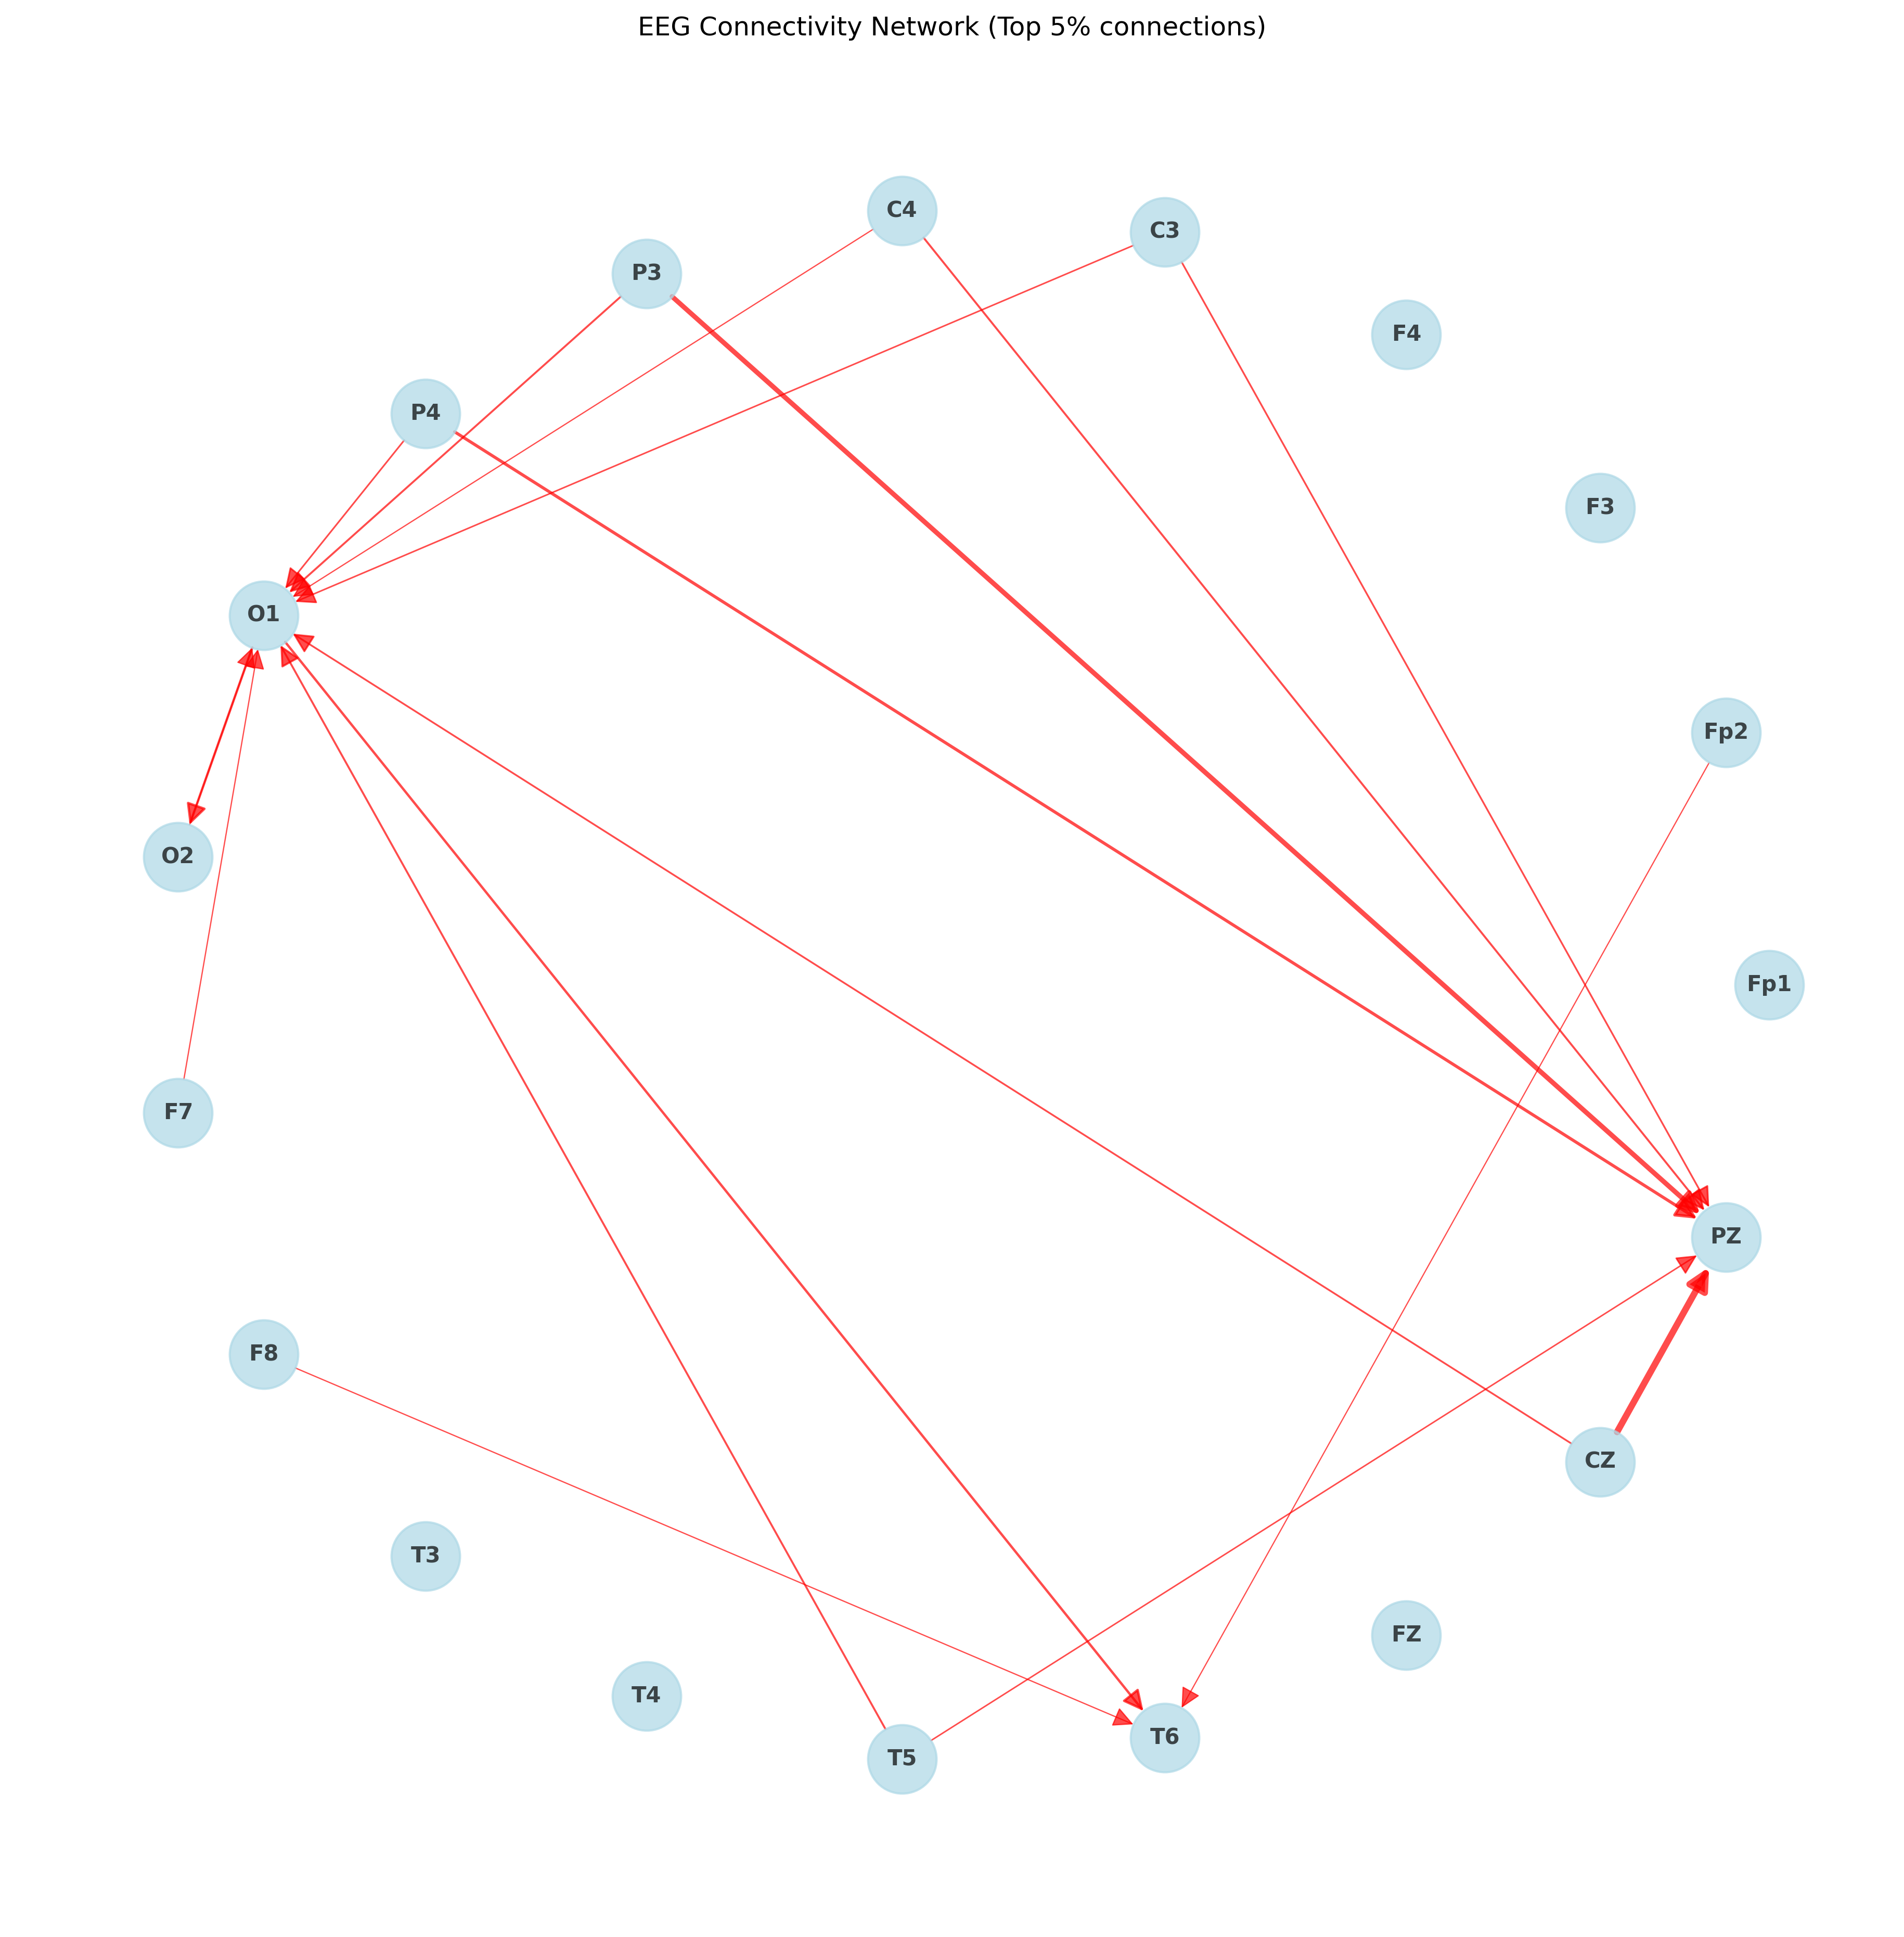 EEG Connectivity Network (Top 5% connections)
C4
C3
P3
F4
P4
F3
O1
Fp2
O2
Fp1
F7
PZ
F8
CZ
T3
FZ
T4
T6
T5